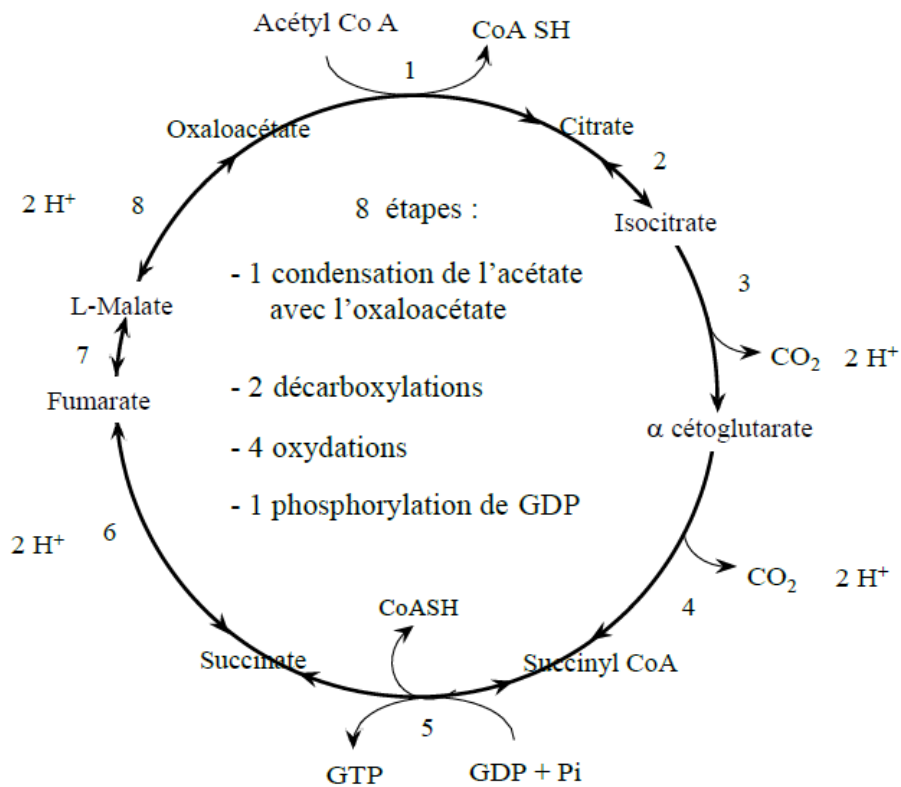 Acétyl Co A
CoA SH
1
Oxaloacétate
Citrate
2
2 H⁺
8
8 étapes :
Isocitrate
- 1 condensation de l’acétate
avec l’oxaloacétate
3
L-Malate
7
CO₂ 2 H⁺
- 2 décarboxylations
Fumarate
α cétoglutarate
- 4 oxydations
- 1 phosphorylation de GDP
6
2 H⁺
CO₂ 2 H⁺
4
CoASH
Succinate
Succinyl CoA
5
GTP
GDP + Pi